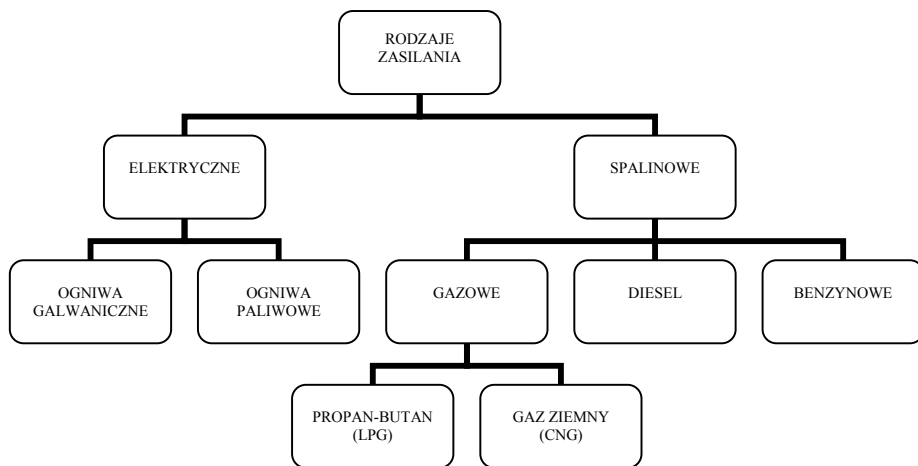 RODZAJE
ZASILANIA
ELEKTRYCZNE
SPALINOWE
OGNIWA
GALWANICZNE
OGNIWA
PALIWOWE
GAZOWE
DIESEL
BENZYNOWE
PROPAN-BUTAN
(LPG)
GAZ ZIEMNY
(CNG)